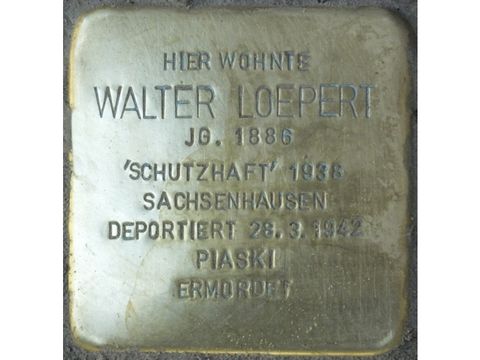 HIER WOHNTE
WALTER LOEPERT
JG. 1886
'SCHUTZHAFT' 1938
SACHSENHAUSEN
DEPORTIERT 28.3.1942
PIASKI
ERMORDET